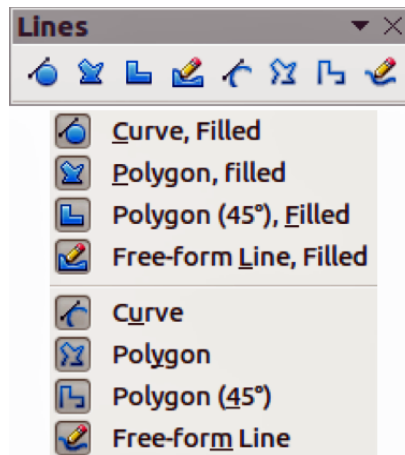 Lines
Curve, Filled
Polygon, filled
Polygon (45°), Filled
Free-form Line, Filled
Curve
Polygon
Polygon (45°)
Free-form Line